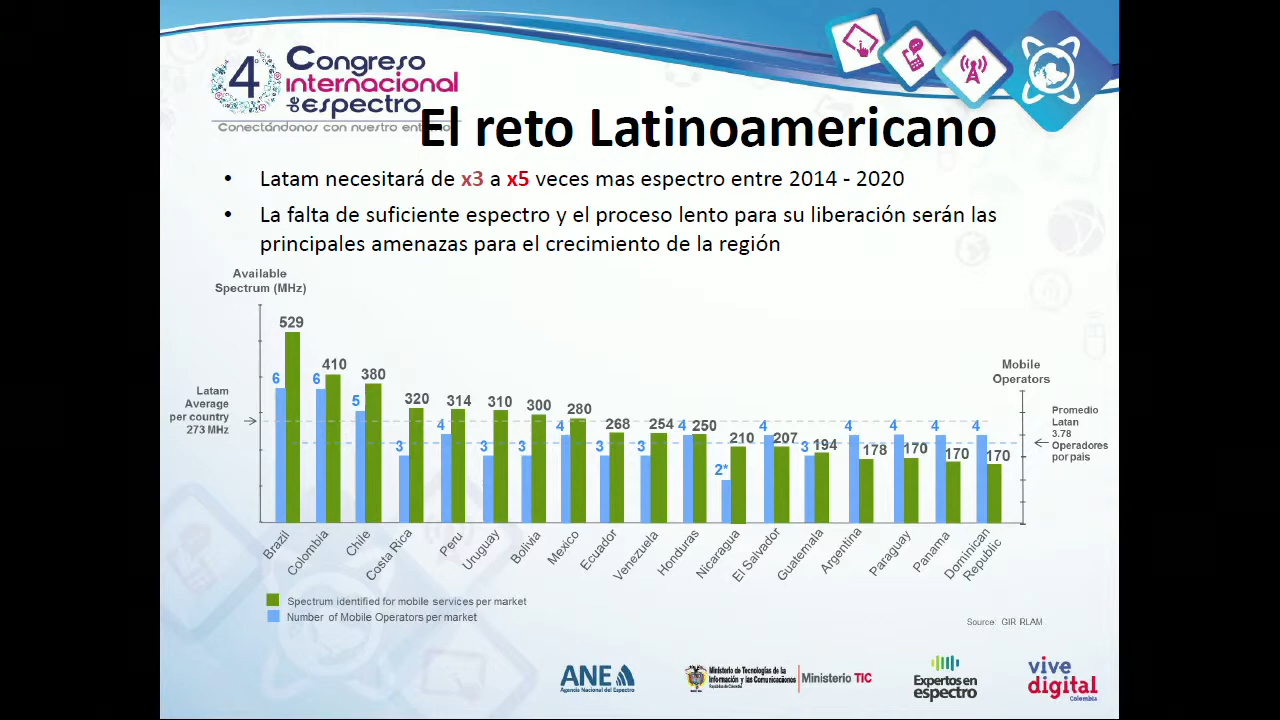 4°
Congreso
internacional
de espectro
Conectándonos con nuestro
El reto Latinoamericano
• Latam necesitará de x3 a x5 veces mas espectro entre 2014 - 2020
• La falta de suficiente espectro y el proceso lento para su liberación serán las
principales amenazas para el crecimiento de la región
Available
Spectrum (MHz)
Latam
Average
per country
273 MHz
Mobile
Operators
Promedio
Latan
3.78
Operadores
por pais
6 529
6 410
5 380
3 320
4 314
3 310
3 300
4 280
3 268
3 254
4 250
2* 210
4 207
3 194
4 178
4 170
4 170
4 170
Brazil
Colombia
Chile
Costa Rica
Peru
Uruguay
Bolivia
Mexico
Ecuador
Venezuela
Honduras
Nicaragua
El Salvador
Guatemala
Argentina
Paraguay
Panama
Dominican
Republic
Spectrum identified for mobile services per market
Number of Mobile Operators per market
Source: GIR RLAM
ANE
Agencia Nacional del Espectro
Ministerio de Tecnologías de la
Información y las Comunicaciones
República de Colombia
Ministerio TIC
Expertos en
espectro
vive
digital
Colombia